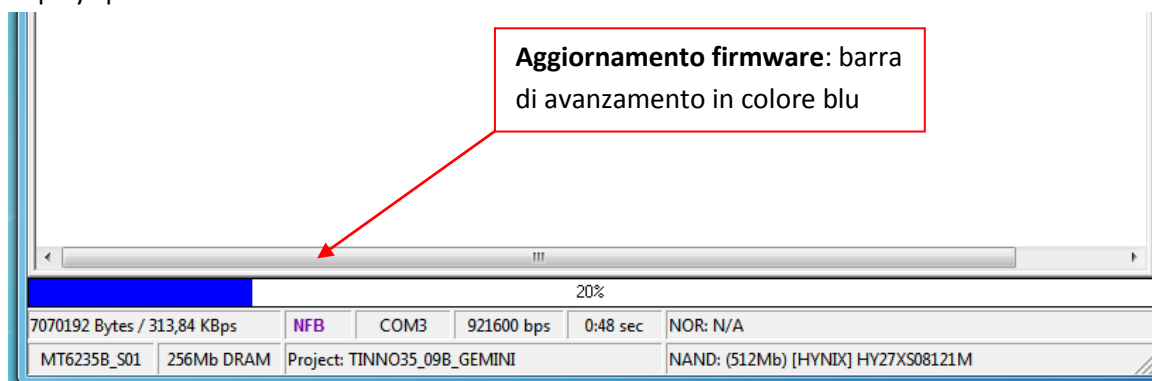 Aggiornamento firmware: barra
di avanzamento in colore blu
20%
7070192 Bytes / 313,84 KBps NFB COM3 921600 bps 0:48 sec NOR: N/A
MT6235B_S01 256Mb DRAM Project: TINNO35_09B_GEMINI NAND: (512Mb) [HYNIX] HY27XS08121M